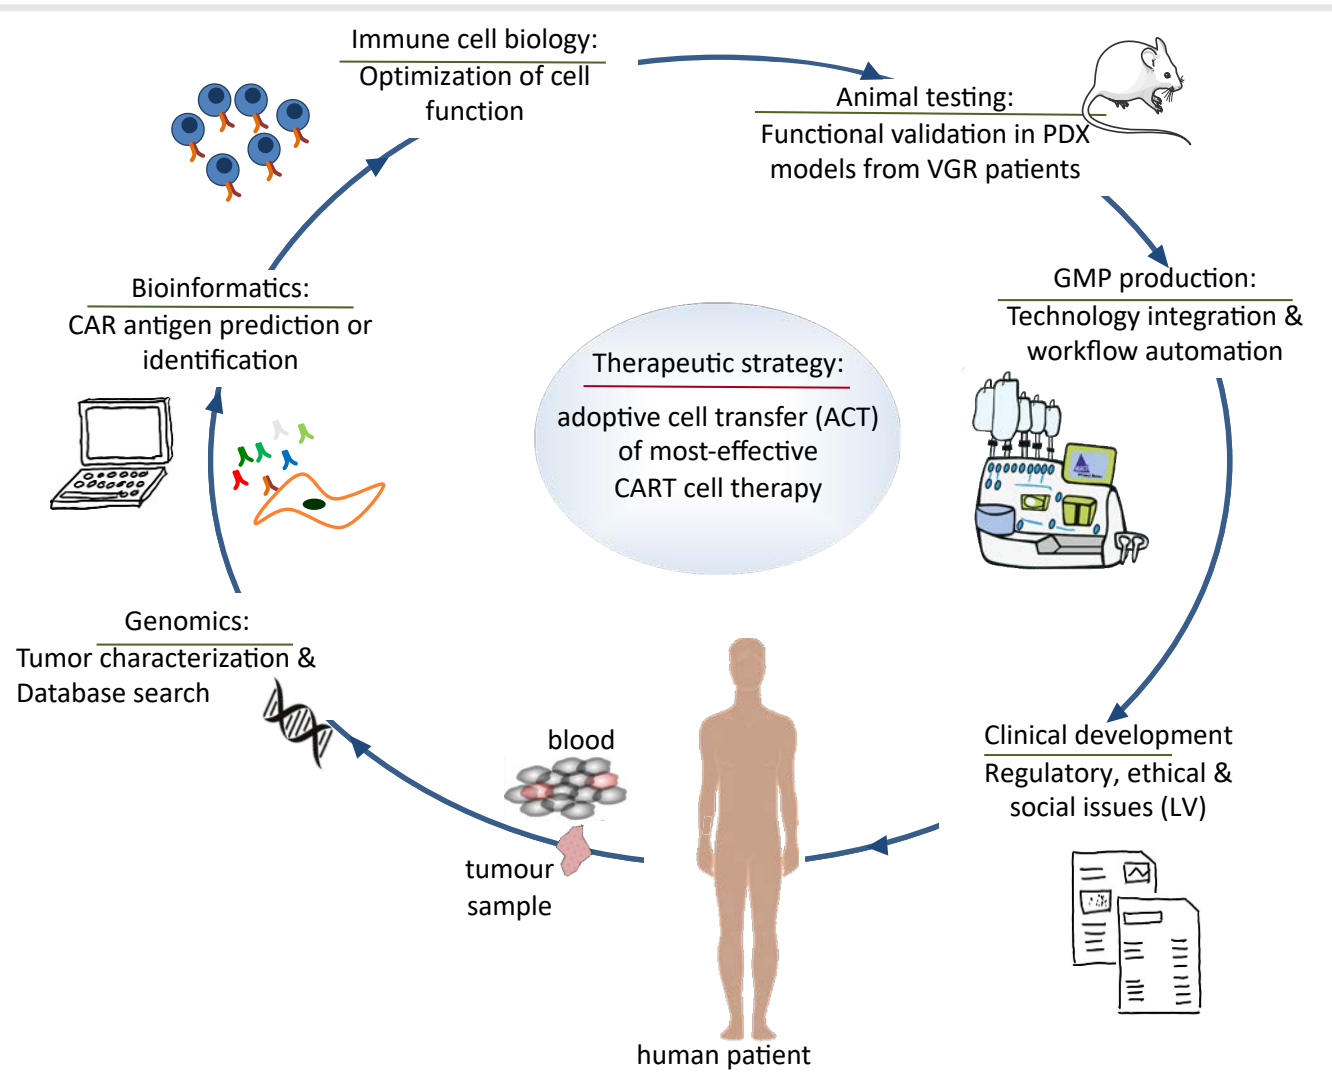 Immune cell biology:
Optimization of cell
function
Animal testing:
Functional validation in PDX
models from VGR patients
GMP production:
Technology integration &
workflow automation
Bioinformatics:
CAR antigen prediction or
identification
Therapeutic strategy:
adoptive cell transfer (ACT)
of most-effective
CART cell therapy
Genomics:
Tumor characterization &
Database search
blood
tumour
sample
Clinical development
Regulatory, ethical &
social issues (LV)
human patient